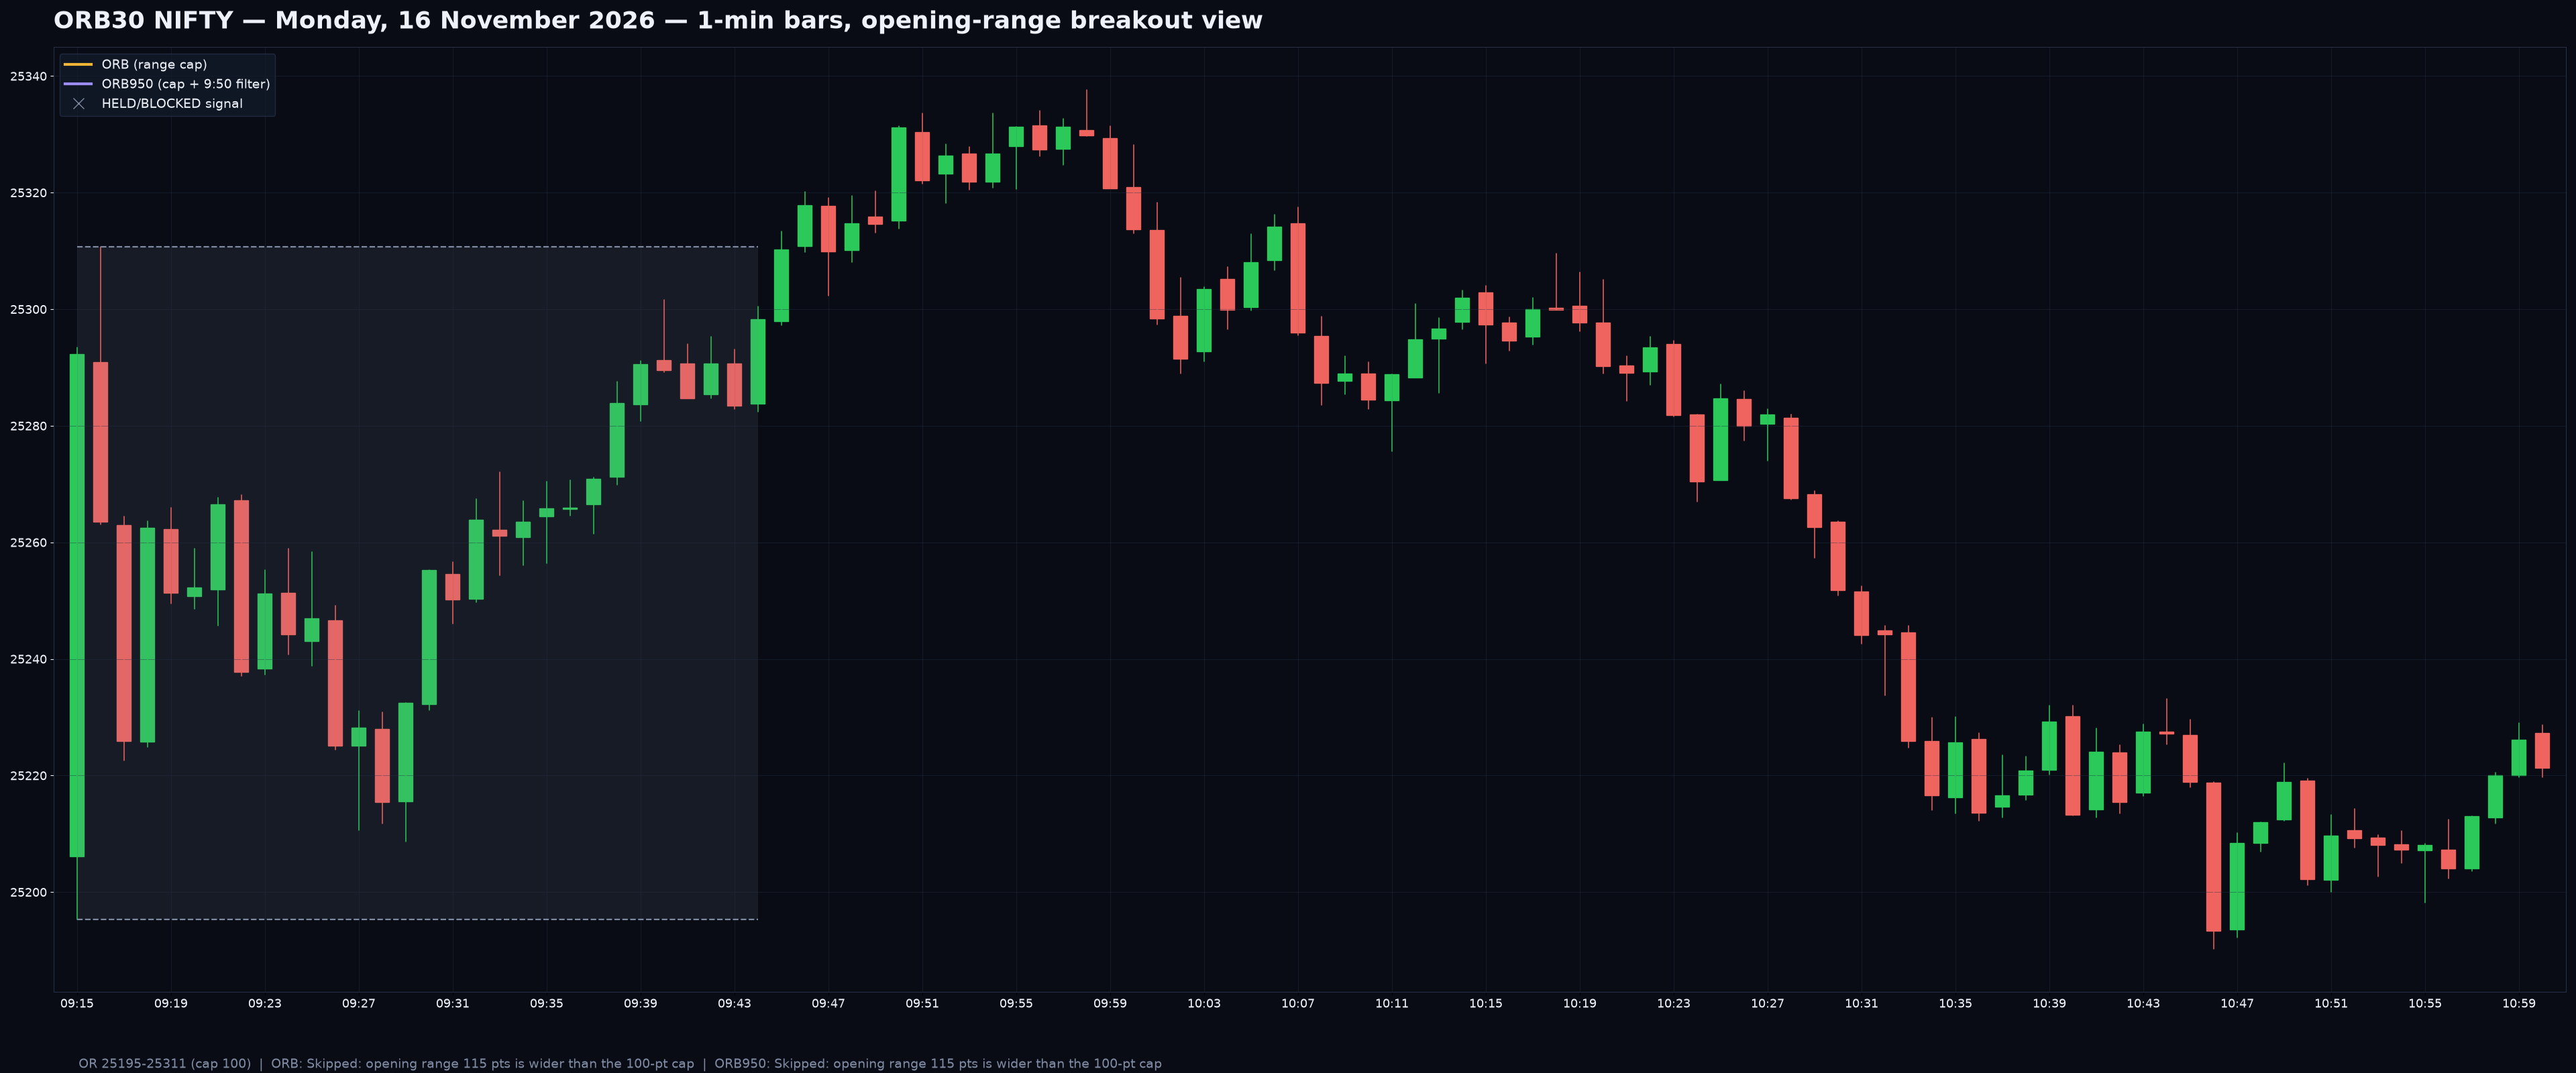 ORB30 NIFTY — Monday, 16 November 2026 — 1-min bars, opening-range breakout view
ORB (range cap)
ORB950 (cap + 9:50 filter)
HELD/BLOCKED signal
25340
25320
25300
25280
25260
25240
25220
25200
09:15 09:19 09:23 09:27 09:31 09:35 09:39 09:43 09:47 09:51 09:55 09:59 10:03 10:07 10:11 10:15 10:19 10:23 10:27 10:31 10:35 10:39 10:43 10:47 10:51 10:55 10:59
OR 25195-25311 (cap 100) | ORB: Skipped: opening range 115 pts is wider than the 100-pt cap | ORB950: Skipped: opening range 115 pts is wider than the 100-pt cap